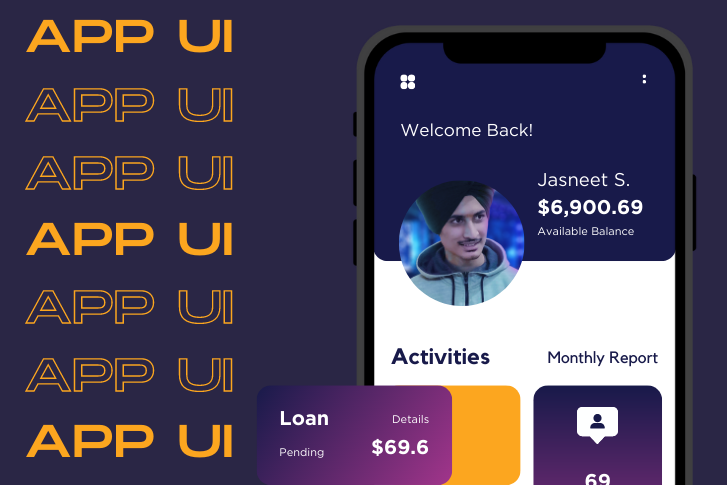 APP UI
APP UI
APP UI
APP UI
APP UI
APP UI
APP UI
Welcome Back!
Jasneet S.
$6,900.69
Available Balance
Activities
Monthly Report
Loan
Details
Pending
$69.6
69